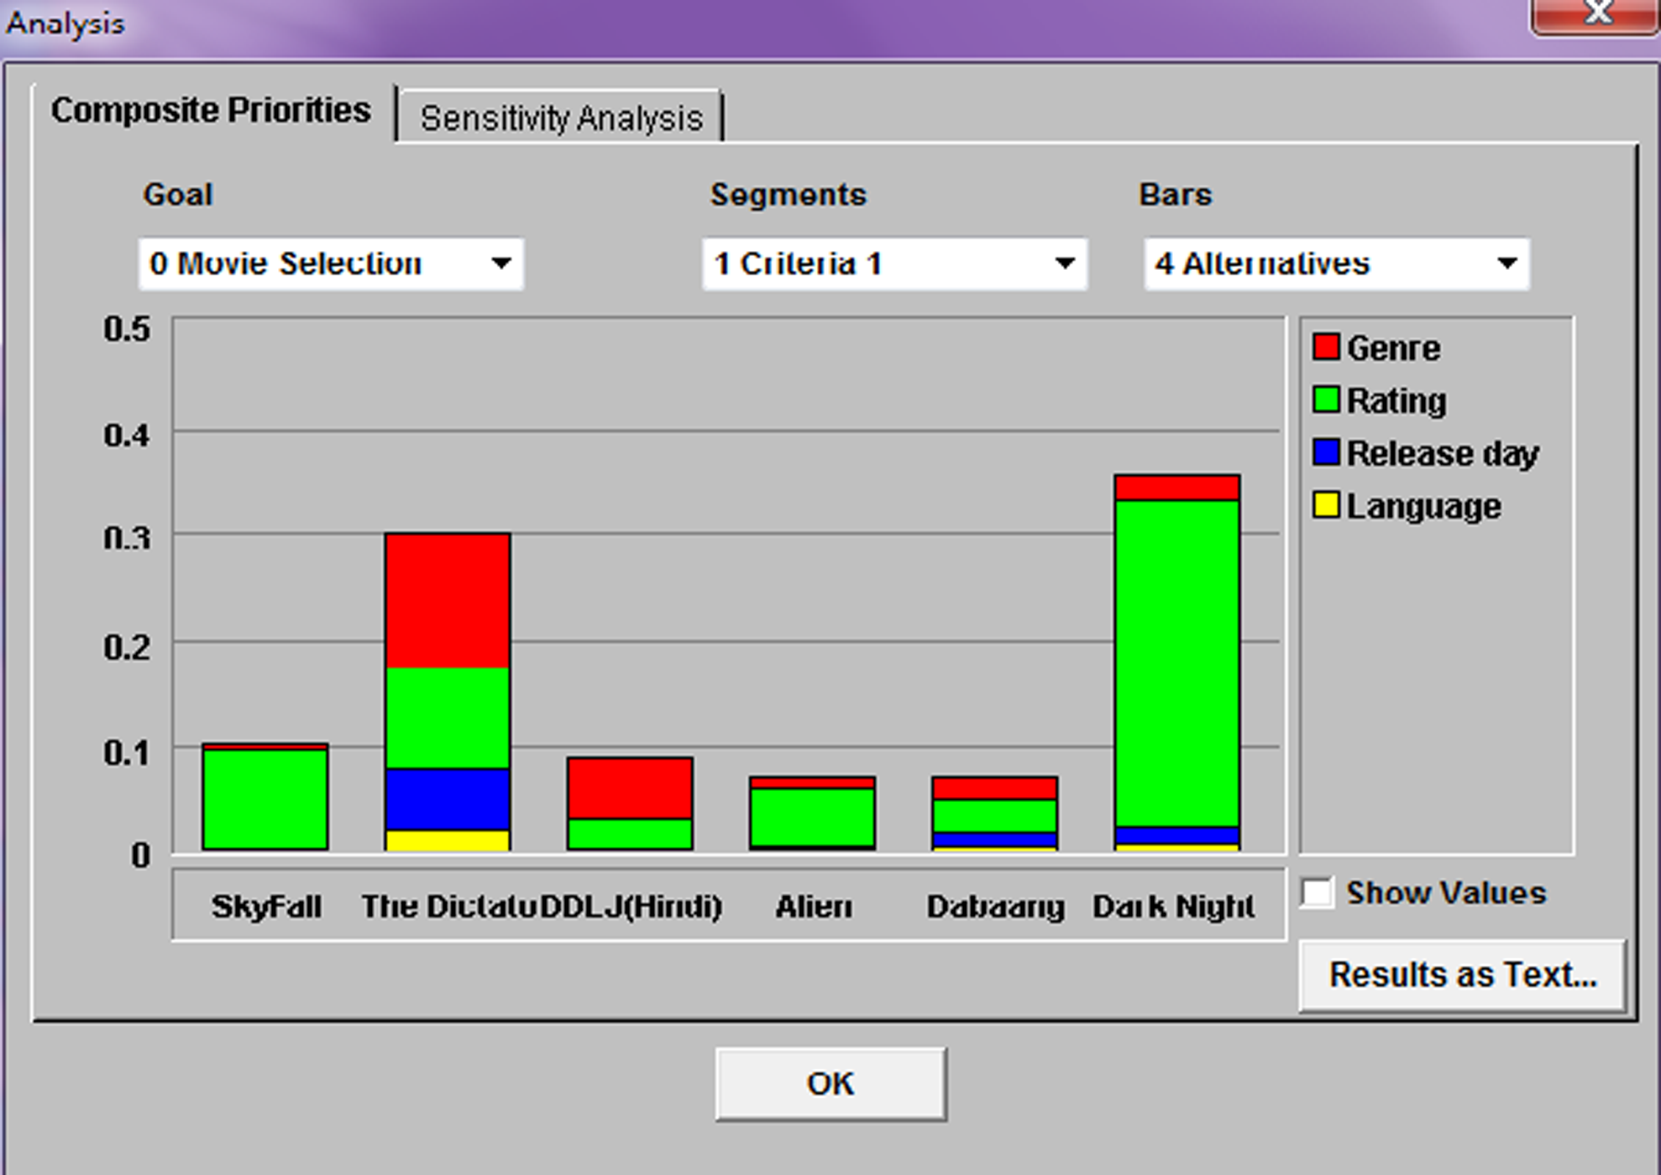 Analysis
Composite Priorities
Sensitivity Analysis
Goal
Segments
Bars
0 Movie Selection
1 Criteria 1
4 Alternatives
0.5
0.4
0.3
0.2
0.1
0
Genre
Rating
Release day
Language
SkyFall
The Dictato
DDLJ(Hindi)
Alien
Dabaang
Dark Night
Show Values
Results as Text...
OK